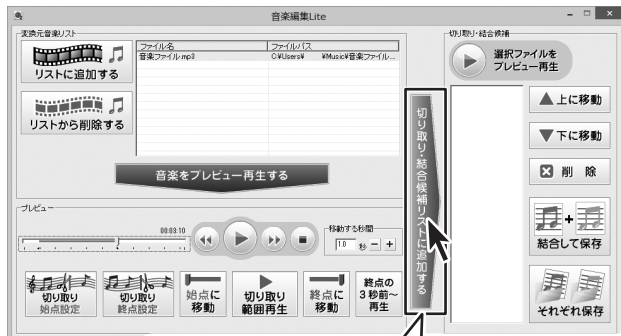 音楽編集Lite
変換元音楽リスト
リストに追加する
リストから削除する
ファイル名 ファイルパス
音楽ファイル.mp3 C:¥Users¥ ¥Music¥音楽ファイル...
音楽をプレビュー再生する
プレビュー
00:03:10
移動する秒間
1.0 秒
切り取り
始点設定
切り取り
終点設定
始点に
移動
切り取り
範囲再生
終点に
移動
終点の
3秒前～
再生
切り取り・結合候補リストに追加する
切り取り・結合候補
選択ファイルを
プレビュー再生
上に移動
下に移動
削 除
結合して保存
それぞれ保存